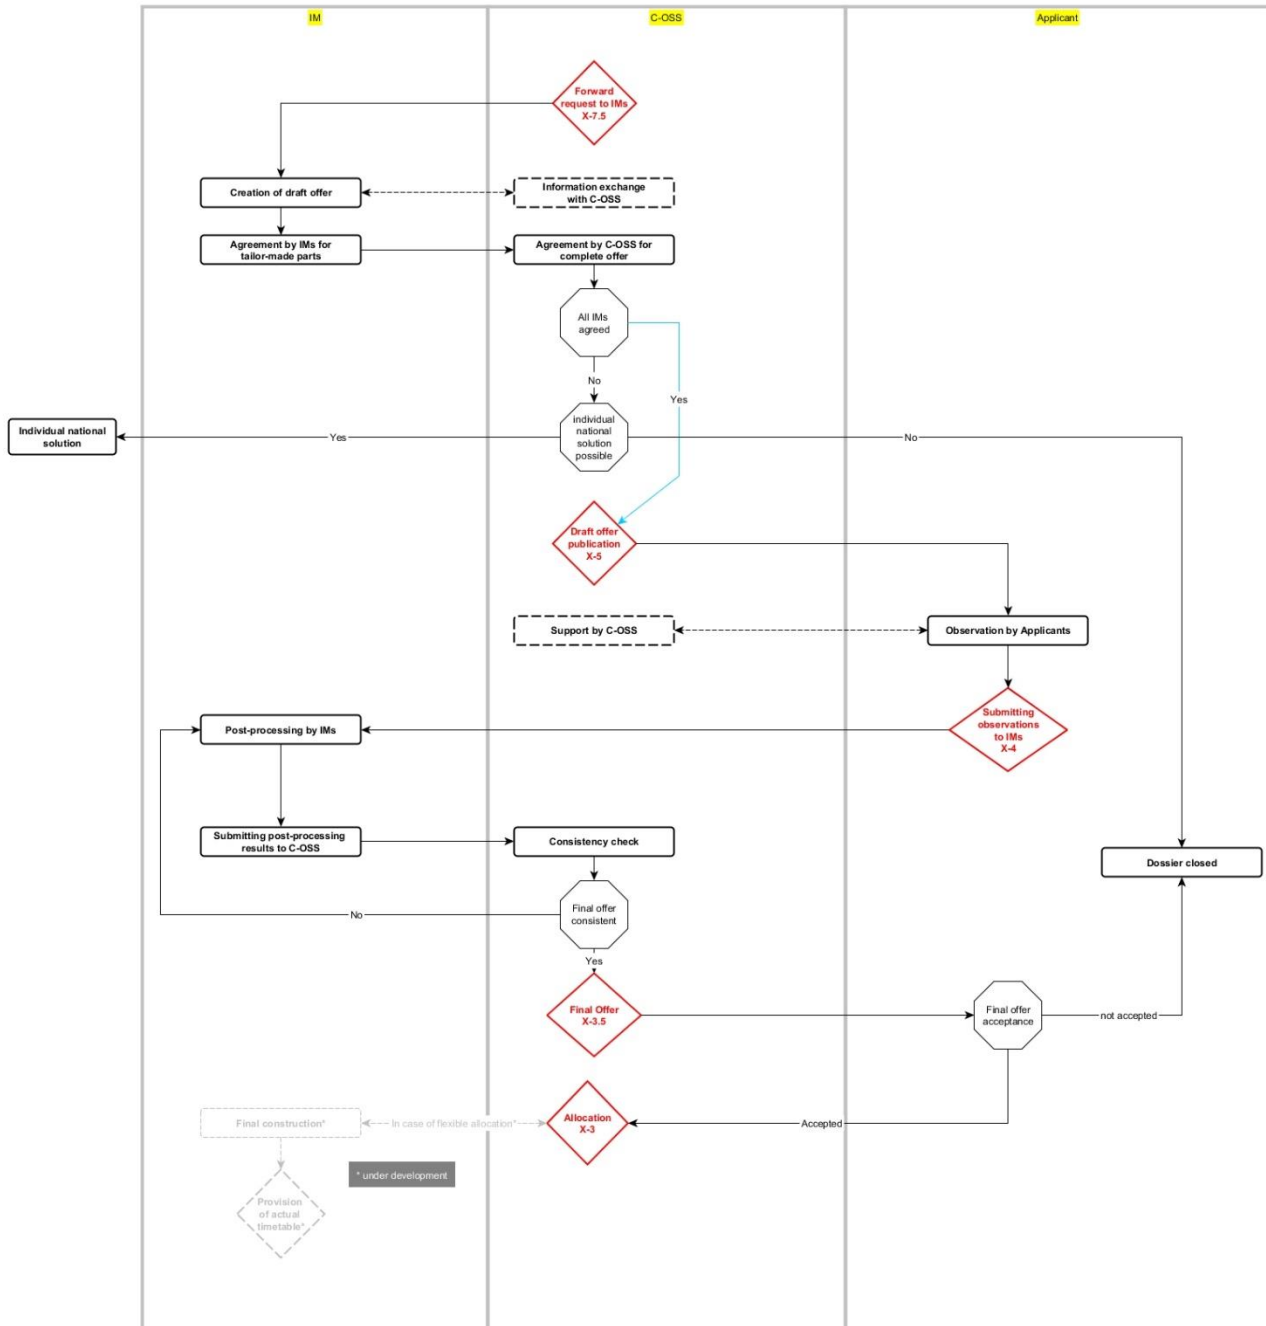 IM
C-OSS
Applicant
Forward
request to IMs
X-7.5
Creation of draft offer
Information exchange
with C-OSS
Agreement by IMs for
tailor-made parts
Agreement by C-OSS for
complete offer
All IMs
agreed
No
Yes
Individual national
solution
Yes
individual
national
solution
possible
No
Draft offer
publication
X-5
Support by C-OSS
Observation by Applicants
Post-processing by IMs
Submitting
observations
to IMs
X-4
Submitting post-processing
results to C-OSS
Consistency check
Dossier closed
No
Final offer
consistent
Yes
Final Offer
X-3.5
Final offer
acceptance
not accepted
Final construction*
In case of flexible allocation*
Allocation
X-3
Accepted
* under development
Provision
of actual
timetable*